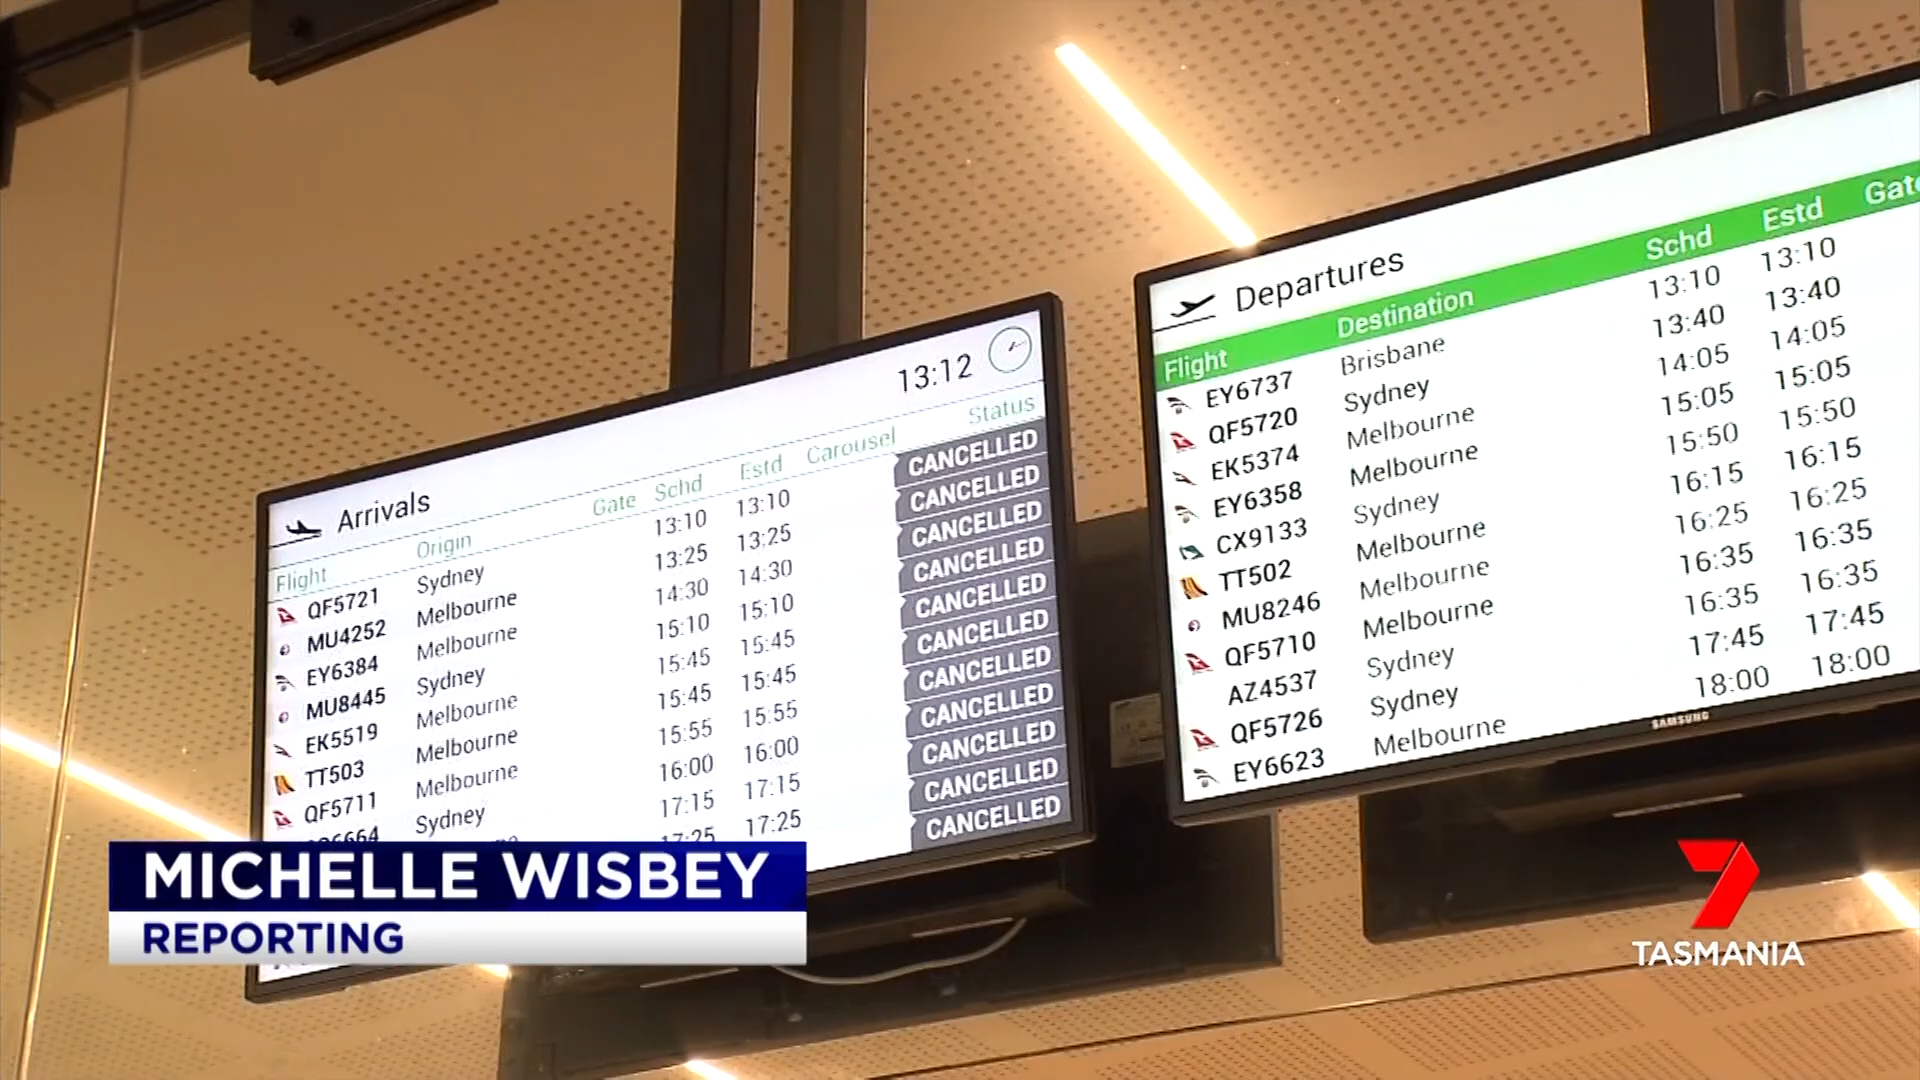 Arrivals
13:12
Flight Origin Gate Schd Estd Carousel Status
QF5721 Sydney 13:10 13:10 CANCELLED
MU4252 Melbourne 13:25 13:25 CANCELLED
EY6384 Melbourne 14:30 14:30 CANCELLED
MU8445 Sydney 15:10 15:10 CANCELLED
EK5519 Melbourne 15:45 15:45 CANCELLED
TT503 Melbourne 15:45 15:45 CANCELLED
QF5711 Melbourne 15:55 15:55 CANCELLED
Sydney 16:00 16:00 CANCELLED
17:15 17:15 CANCELLED
17:25 17:25 CANCELLED
CANCELLED
Departures
Flight Destination Schd Estd Gate
EY6737 Brisbane 13:10 13:10
QF5720 Sydney 13:40 13:40
EK5374 Melbourne 14:05 14:05
EY6358 Melbourne 15:05 15:05
CX9133 Sydney 15:50 15:50
TT502 Melbourne 16:15 16:15
MU8246 Melbourne 16:25 16:25
QF5710 Melbourne 16:35 16:35
AZ4537 Sydney 16:35 16:35
QF5726 Sydney 17:45 17:45
EY6623 Melbourne 18:00 18:00
SAMSUNG
MICHELLE WISBEY
REPORTING
7
TASMANIA